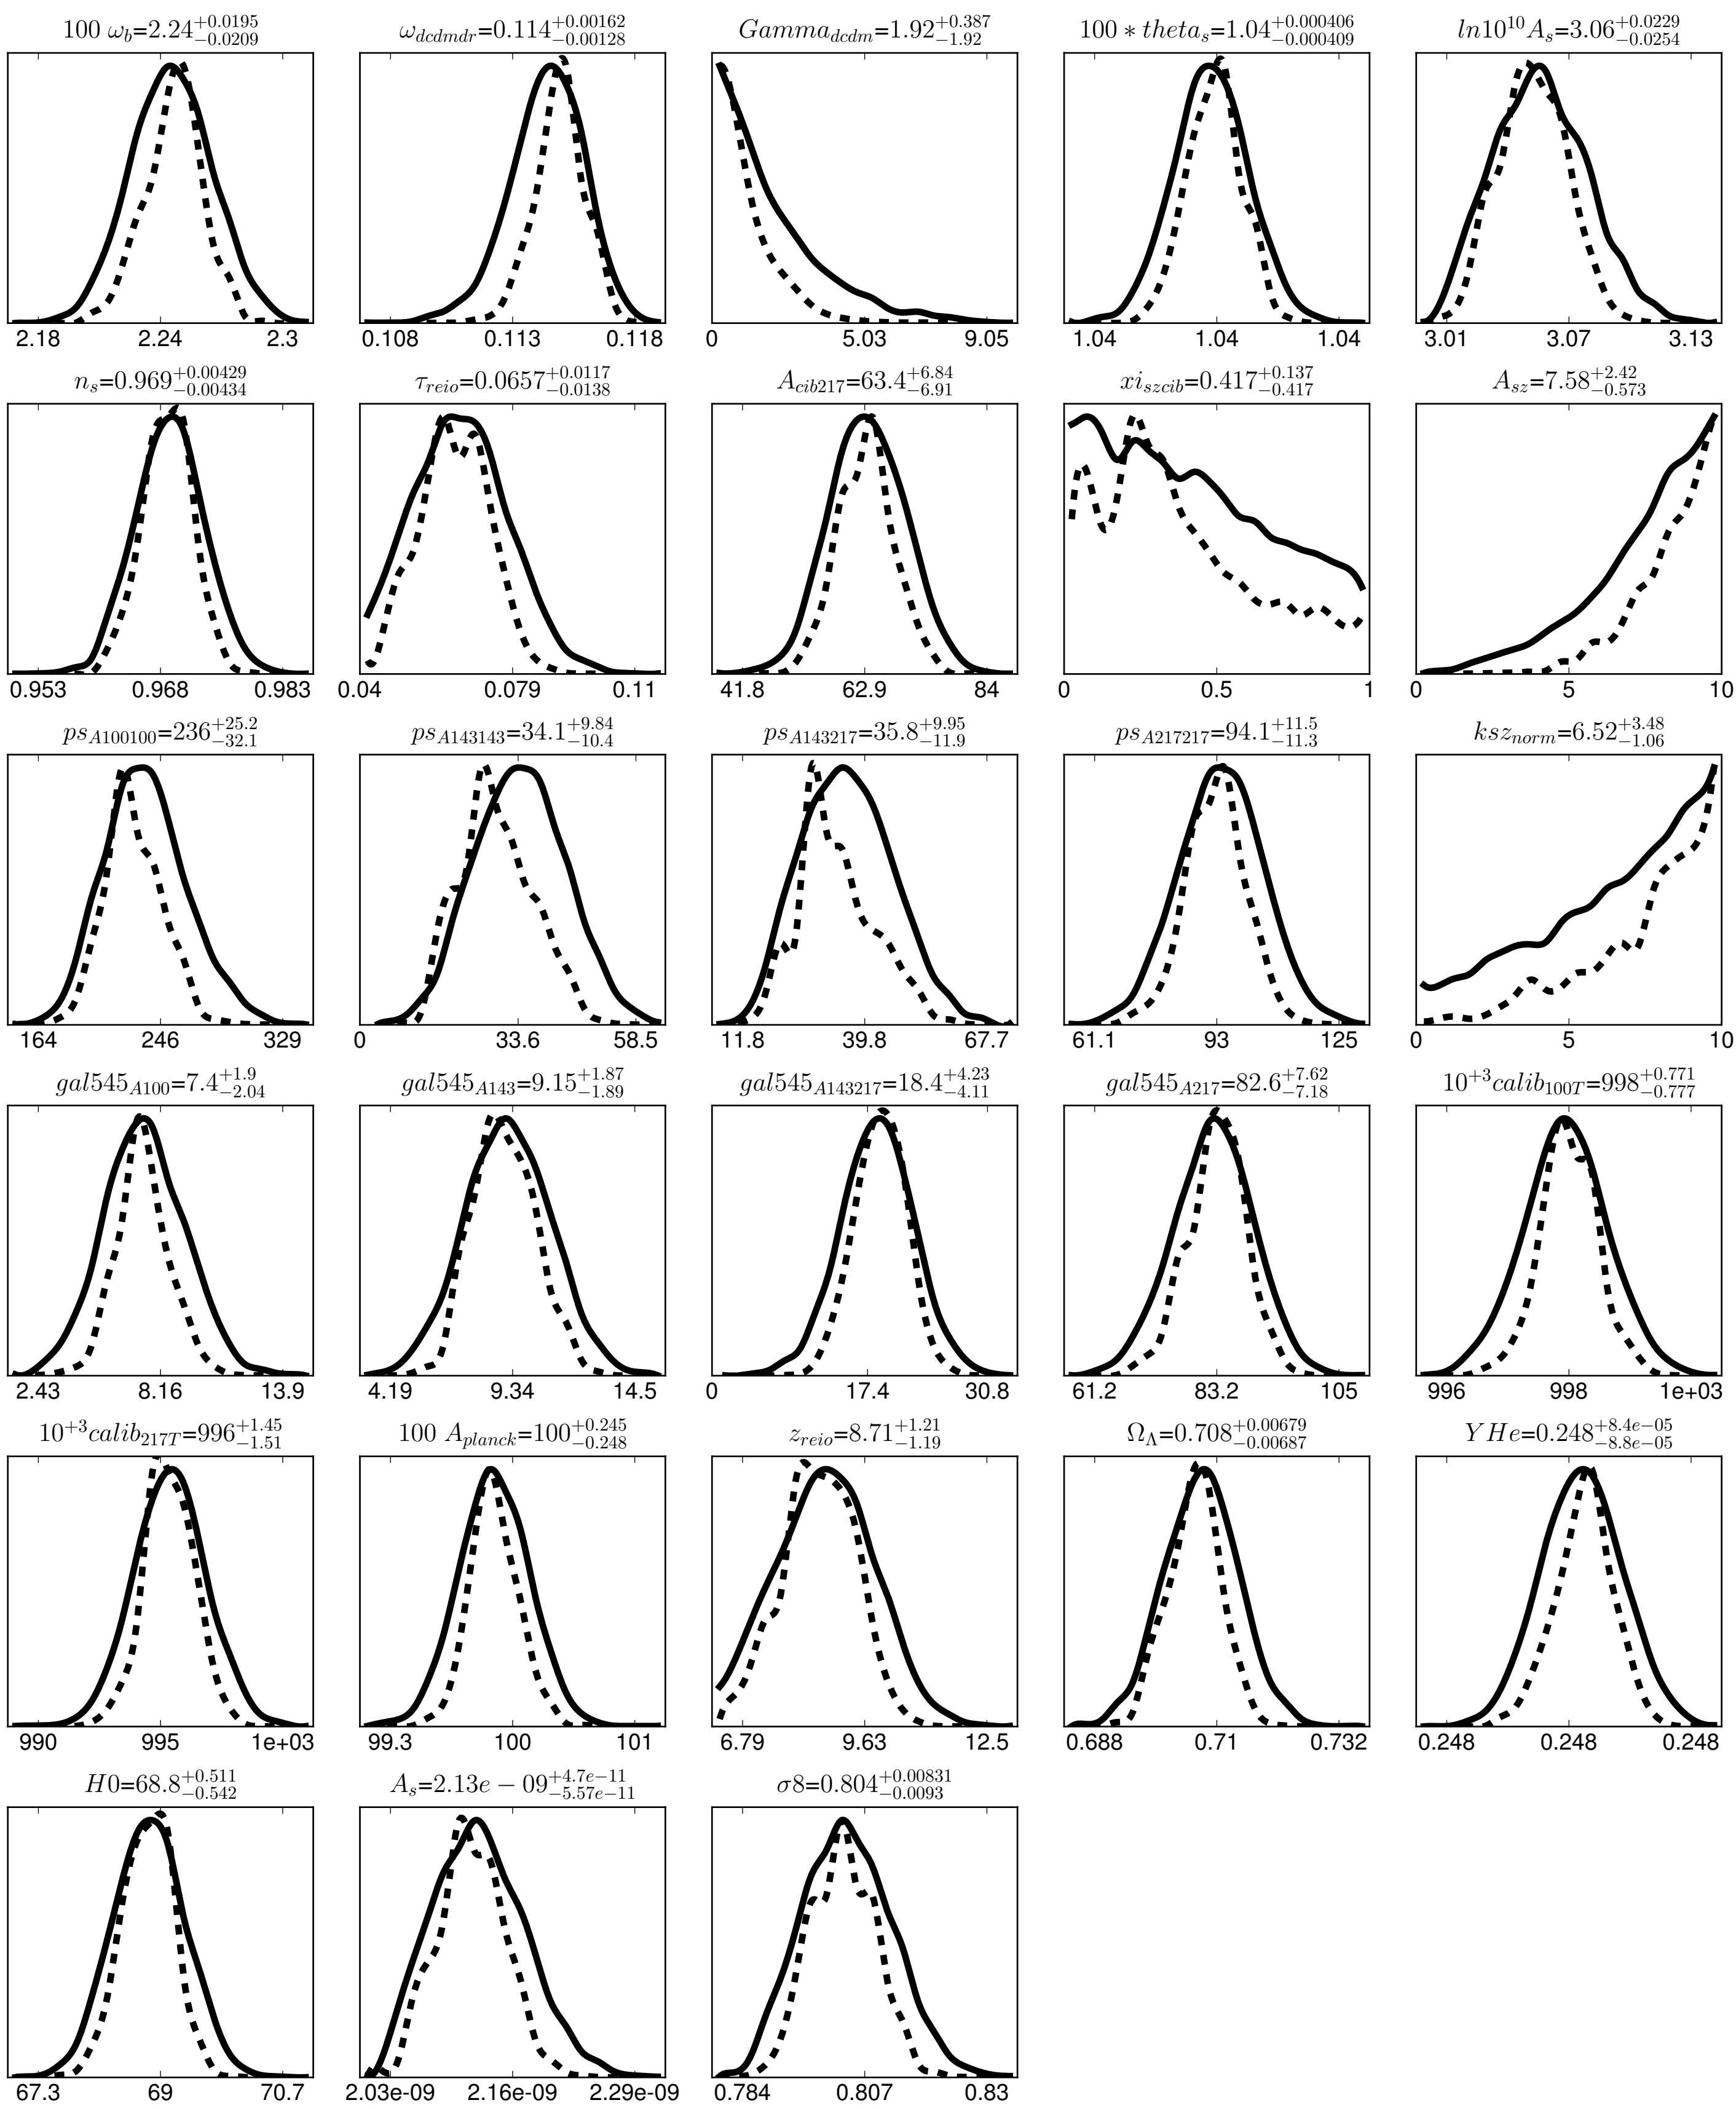 100 ω_b=2.24^{+0.0195}_{-0.0209} ω_{dcdmdr}=0.114^{+0.00162}_{-0.00128} Gamma_{dcdm}=1.92^{+0.387}_{-1.92} 100 * theta_s=1.04^{+0.000406}_{-0.000409} ln10^{10}A_s=3.06^{+0.0229}_{-0.0254}
2.18 2.24 2.3 0.108 0.113 0.118 0 5.03 9.05 1.04 1.04 1.04 3.01 3.07 3.13
n_s=0.969^{+0.00429}_{-0.00434} τ_{reio}=0.0657^{+0.0117}_{-0.0138} A_{cib217}=63.4^{+6.84}_{-6.91} xi_{szcib}=0.417^{+0.137}_{-0.417} A_{sz}=7.58^{+2.42}_{-0.573}
0.953 0.968 0.983 0.04 0.079 0.11 41.8 62.9 84 0 0.5 1 0 5 10
ps_{A100100}=236^{+25.2}_{-32.1} ps_{A143143}=34.1^{+9.84}_{-10.4} ps_{A143217}=35.8^{+9.95}_{-11.9} ps_{A217217}=94.1^{+11.5}_{-11.3} ksz_{norm}=6.52^{+3.48}_{-1.06}
164 246 329 0 33.6 58.5 11.8 39.8 67.7 61.1 93 125 0 5 10
gal545_{A100}=7.4^{+1.9}_{-2.04} gal545_{A143}=9.15^{+1.87}_{-1.89} gal545_{A143217}=18.4^{+4.23}_{-4.11} gal545_{A217}=82.6^{+7.62}_{-7.18} 10^{+3}calib_{100T}=998^{+0.771}_{-0.777}
2.43 8.16 13.9 4.19 9.34 14.5 0 17.4 30.8 61.2 83.2 105 996 998 1e+03
10^{+3}calib_{217T}=996^{+1.45}_{-1.51} 100 A_{planck}=100^{+0.245}_{-0.248} z_{reio}=8.71^{+1.21}_{-1.19} Ω_Λ=0.708^{+0.00679}_{-0.00687} YHe=0.248^{+8.4e-05}_{-8.8e-05}
990 995 1e+03 99.3 100 101 6.79 9.63 12.5 0.688 0.71 0.732 0.248 0.248 0.248
H0=68.8^{+0.511}_{-0.542} A_s=2.13e-09^{+4.7e-11}_{-5.57e-11} σ8=0.804^{+0.00831}_{-0.0093}
67.3 69 70.7 2.03e-09 2.16e-09 2.29e-09 0.784 0.807 0.83